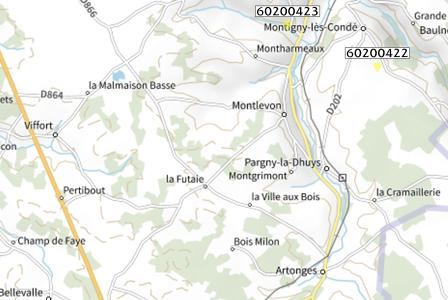 D866
60200423
Montigny-lès-Condé
Grande
Baulne
Montharmeaux
60200422
la Malmaison Basse
D864
ets
Montlevon
D202
Viffort
con
Pargny-la-Dhuys
Montgrimont
la Futaie
Pertibout
la Cramaillerie
la Ville aux Bois
Champ de Faye
Bois Milon
Artonges
Bellevalle